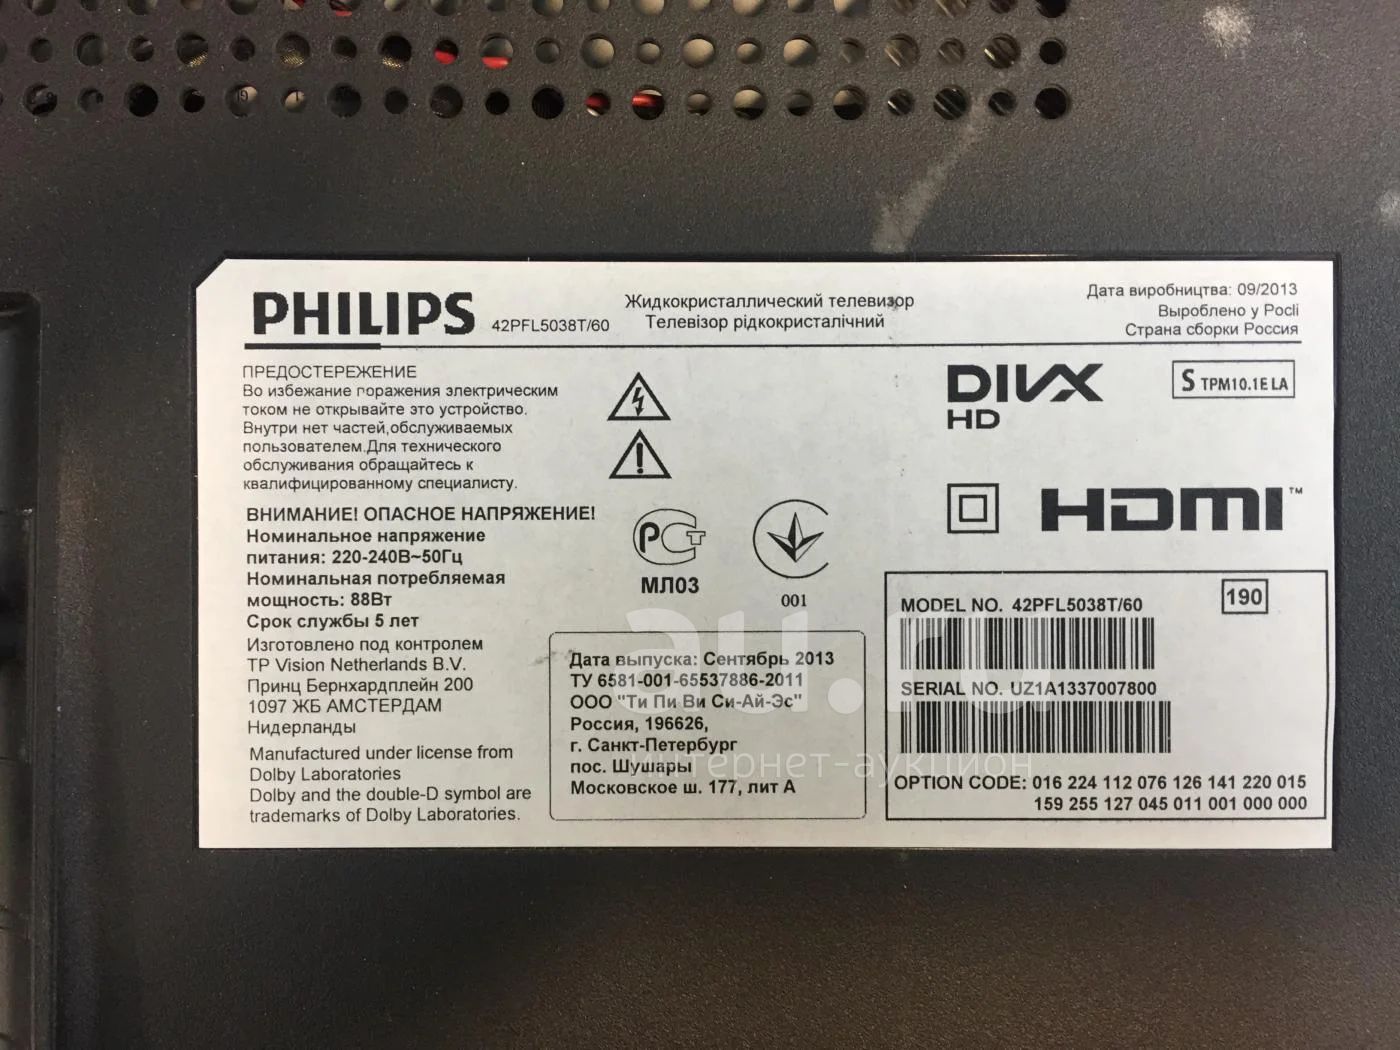 PHILIPS 42PFL5038T/60
Жидкокристаллический телевизор
Телевізор рідкокристалічний
Дата виробництва: 09/2013
Вырoблено у Росії
Страна сборки Россия
ПРЕДОСТЕРЕЖЕНИЕ
Во избежание поражения электрическим
током не открывайте это устройство.
Внутри нет частей,обслуживаемых
пользователем.Для технического
обслуживания обращайтесь к
квалифицированному специалисту.
ВНИМАНИЕ! ОПАСНОЕ НАПРЯЖЕНИЕ!
Номинальное напряжение
питания: 220-240В~50Гц
Номинальная потребляемая
мощность: 88Вт
Срок службы 5 лет
Изготовлено под контролем
TP Vision Netherlands B.V.
Принц Бернхардплейн 200
1097 ЖБ АМСТЕРДАМ
Нидерланды
Manufactured under license from
Dolby Laboratories
Dolby and the double-D symbol are
trademarks of Dolby Laboratories.
РСТ
МЛ03
001
Дата выпуска: Сентябрь 2013
ТУ 6581-001-65537886-2011
ООО "Ти Пи Ви Си-Ай-Эс"
Россия, 196626,
г. Санкт-Петербург
пос. Шушары
Московское ш. 177, лит А
DIVX
HD
S TPM10.1E LA
HDMI™
MODEL NO. 42PFL5038T/60
190
SERIAL NO. UZ1A1337007800
OPTION CODE: 016 224 112 076 126 141 220 015
159 255 127 045 011 001 000 000
au.ru
интернет-аукцион